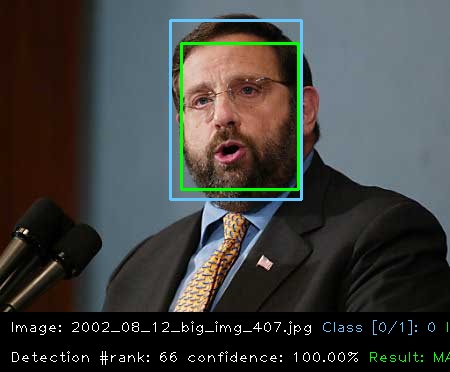 Image: 2002_08_12_big_img_407.jpg Class [0/1]: 0
Detection #rank: 66 confidence: 100.00% Result: